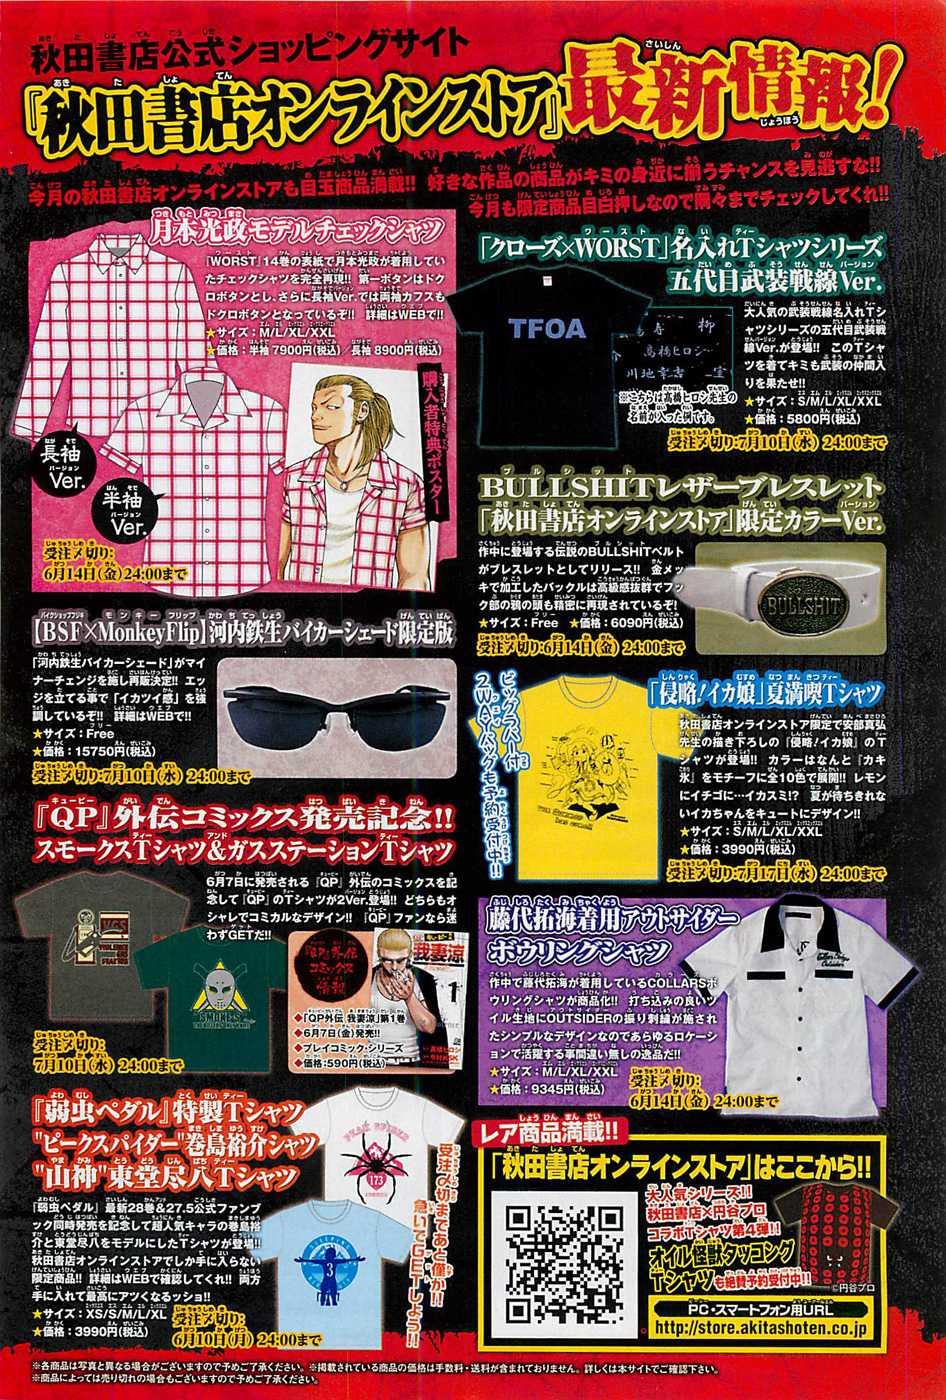 秋田書店公式ショッピングサイト
『秋田書店オンラインストア』最新情報!
今月の秋田書店オンラインストアも目玉商品満載!! 好きな作品の商品がキミの身近に揃うチャンスを見逃すな!!
今月も限定商品目白押しなので隅々までチェックしてくれ!!
月本光政モデルチェックシャツ
『WORST』14巻の表紙で月本光政が着用してい
たチェックシャツを完全再現!! 第一ボタンはドク
ロボタンとし、さらに長袖Ver.では両袖カフスも
ドクロボタンとなっているぞ!! 詳細はWEBで!!
★サイズ:M/L/XL/XXL
★価格:半袖 7900円(税込)/長袖 8900円(税込)
購入者特典ポスター
長袖
Ver.
半袖
Ver.
受注〆切り:
6月14日(金)24:00まで
【BSF×MonkeyFlip】河内鉄生バイカーシェード限定版
「河内鉄生バイカーシェード」がマイ
ナーチェンジを施し再販決定!! エッ
ジを立てる事で「イカツイ感」を強
調しているぞ!! 詳細はWEBで!!
★サイズ:Free
★価格:15750円(税込)
受注〆切り:7月10日(水) 24:00まで
『QP』外伝コミックス発売記念!!
スモークスTシャツ&ガスステーションTシャツ
6月7日に発売される『QP』外伝のコミックスを記
念して『QP』のTシャツが2Ver.登場!! どちらもオ
シャレでコミカルなデザイン!! 『QP』ファンなら迷
わずGETだ!!
SMOKERS
QP外伝
コミックス
情報
我妻涼
1
◆「QP外伝 我妻涼」第1巻
◆6月7日(金)発売!!
◆プレイコミック・シリーズ
◆価格:590円(税込)
受注〆切り:
7月10日(水) 24:00まで
『弱虫ペダル』特製Tシャツ
"ピークスパイダー"巻島裕介シャツ
"山神"東堂尽八Tシャツ
『弱虫ペダル』最新28巻&27.5公式ファンブ
ック同時発売を記念して超人気キャラの巻島裕
介と東堂尽八をモデルにしたTシャツが登場!!
秋田書店オンラインストアでしか手に入らない
限定商品!! 詳細はWEBで確認してくれ!! 両方
手に入れて最高にアツくなるッショ!!
★サイズ:XS/S/M/L/XL
★価格:3990円(税込)
受注〆切り:
6月10日(月) 24:00まで
PEAK SPIDER
173
3
受注〆切まであと僅か!!
急いでGETしよう!!
「クローズ×WORST」名入れTシャツシリーズ
五代目武装戦線Ver.
TFOA
大人気の武装戦線名入れTシ
ャツシリーズの五代目武装戦
線Ver.が登場!! このTシャ
ツを着てキミも武装の仲間入
りを果たせ!!
★サイズ:S/M/L/XL/XXL
★価格:5800円(税込)
高橋ヒロシ
川地幸吉
※こちらは高橋ヒロシ先生の
名前が入った例です。
受注〆切り:7月10日(水) 24:00まで
BULLSHITレザーブレスレット
「秋田書店オンラインストア」限定カラーVer.
作中に登場する伝説のBULLSHITベルト
がブレスレットとしてリリース!! 金メッ
キで加工したバックルは高級感抜群でフッ
ク部の鴉の頭も精密に再現されているぞ!
★サイズ:Free ★価格:6090円(税込)
BULLSHIT
受注〆切り:6月14日(金) 24:00まで
ビックラバー付
2WAYバッグも予約受付中!!
「侵略!イカ娘」夏満喫Tシャツ
秋田書店オンラインストア限定で安部真弘
先生の描き下ろしの『侵略!イカ娘』のT
シャツが登場!! カラーはなんと「カキ
氷」をモチーフに全10色で展開!! レモン
にイチゴに…イカスミ!? 夏が待ちきれな
いイカちゃんをキュートにデザイン!!
★サイズ:S/M/L/XL/XXL
★価格:3990円(税込)
受注〆切り:7月17日(水) 24:00まで
藤代拓海着用アウトサイダー
ボウリングシャツ
作中で藤代拓海が着用しているCOLLARSボ
ウリングシャツが商品化!! 打ち込みの良いツ
イル生地にOUTSIDERの振り刺繍が施され
たシンプルなデザインなのであらゆるロケーシ
ョンで活躍する事間違い無しの逸品だ!!
★サイズ:M/L/XL/XXL
★価格:9345円(税込)
受注〆切り:
6月14日(金) 24:00まで
レア商品満載!!
「秋田書店オンラインストア」はここから!!
大人気シリーズ!!
秋田書店×円谷プロ
コラボTシャツ第4弾!!
オイル怪獣タッコング
Tシャツも絶賛予約受付中!!
©円谷プロ
PC・スマートフォン用URL
http://store.akitashoten.co.jp
※各商品は写真と異なる場合がございますので予めご了承ください。※掲載されている商品の価格は手数料・送料が含まれておりません。詳しくは本サイトでご確認下さい。
※商品によっては売り切れの場合もございますので予めご了承ください。